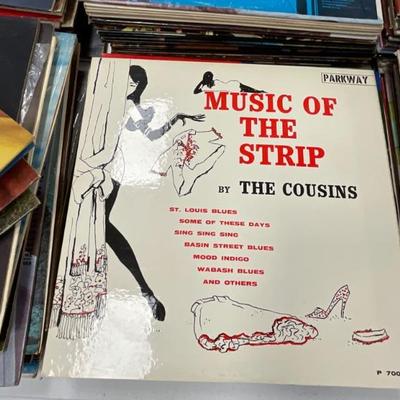 PARKWAY
MUSIC OF
THE
STRIP
BY THE COUSINS
ST. LOUIS BLUES
SOME OF THESE DAYS
SING SING SING
BASIN STREET BLUES
MOOD INDIGO
WABASH BLUES
AND OTHERS
P 700